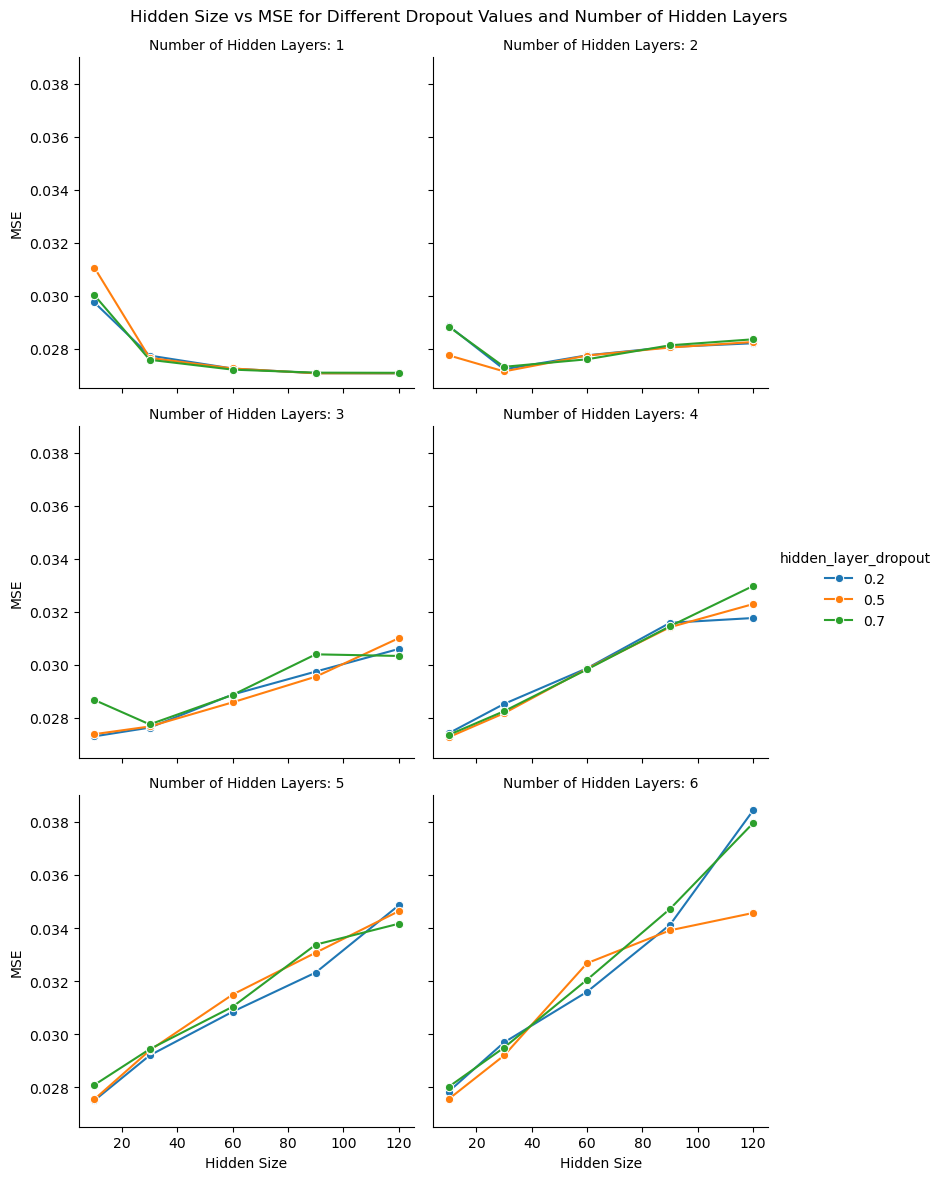 Hidden Size vs MSE for Different Dropout Values and Number of Hidden Layers
Number of Hidden Layers: 1
Number of Hidden Layers: 2
0.038
0.036
0.034
0.032
0.030
0.028
MSE
Number of Hidden Layers: 3
Number of Hidden Layers: 4
0.038
0.036
0.034
0.032
0.030
0.028
MSE
hidden_layer_dropout
0.2
0.5
0.7
Number of Hidden Layers: 5
Number of Hidden Layers: 6
0.038
0.036
0.034
0.032
0.030
0.028
MSE
20 40 60 80 100 120
20 40 60 80 100 120
Hidden Size
Hidden Size